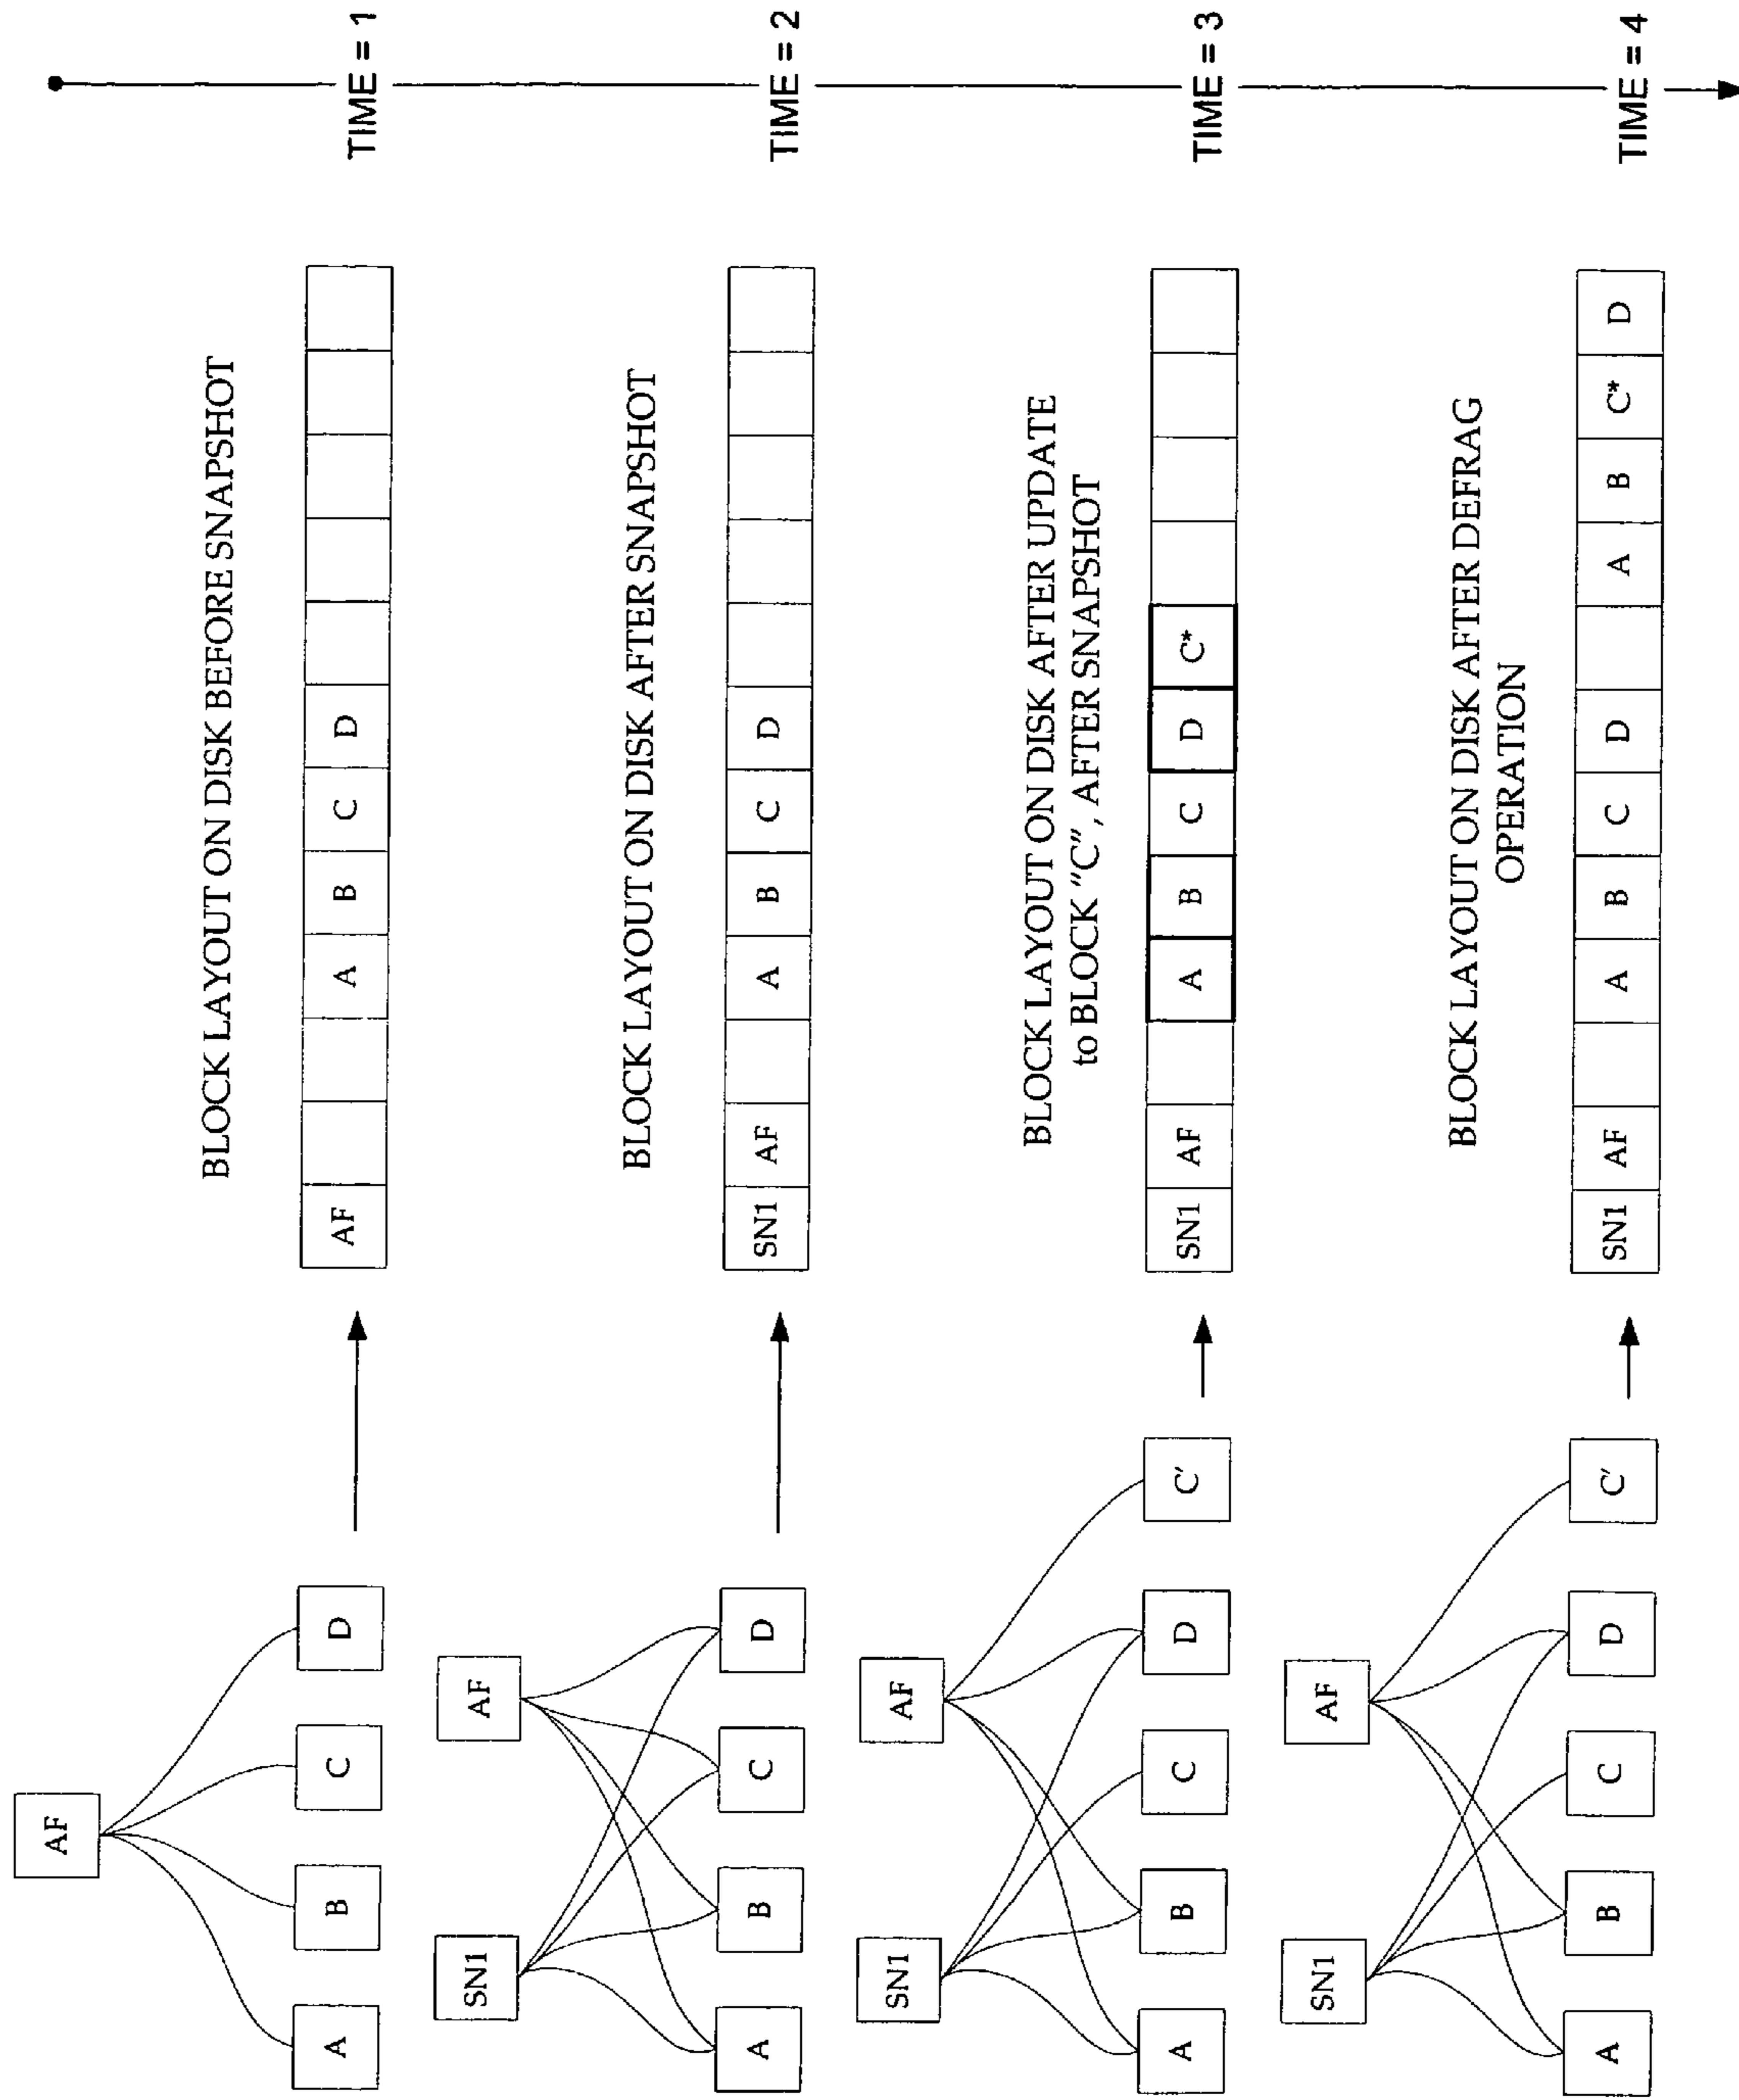 AF
A B C D
BLOCK LAYOUT ON DISK BEFORE SNAPSHOT
AF A B C D
TIME = 1
SN1 AF
A B C D
BLOCK LAYOUT ON DISK AFTER SNAPSHOT
SN1 AF A B C D
TIME = 2
SN1 AF
A B C D C'
BLOCK LAYOUT ON DISK AFTER UPDATE
to BLOCK "C", AFTER SNAPSHOT
SN1 AF A B C D C*
TIME = 3
SN1 AF
A B C D C'
BLOCK LAYOUT ON DISK AFTER DEFRAG
OPERATION
SN1 AF A B C D A B C* D
TIME = 4